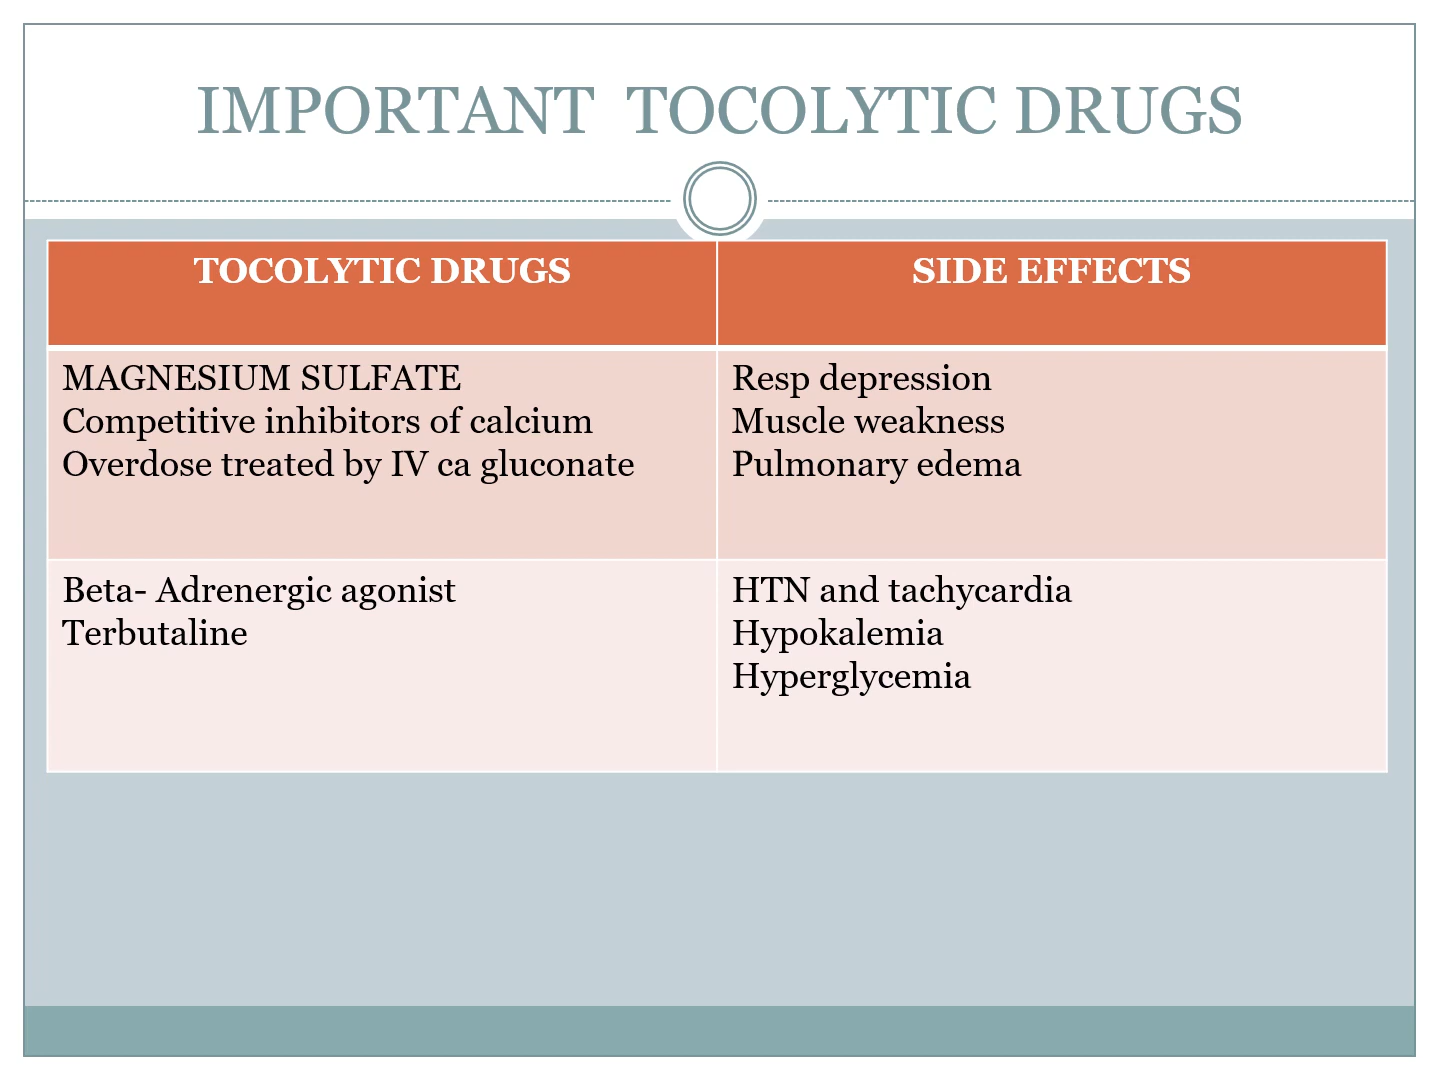 IMPORTANT TOCOLYTIC DRUGS
TOCOLYTIC DRUGS
SIDE EFFECTS
MAGNESIUM SULFATE
Competitive inhibitors of calcium
Overdose treated by IV ca gluconate
Resp depression
Muscle weakness
Pulmonary edema
Beta- Adrenergic agonist
Terbutaline
HTN and tachycardia
Hypokalemia
Hyperglycemia